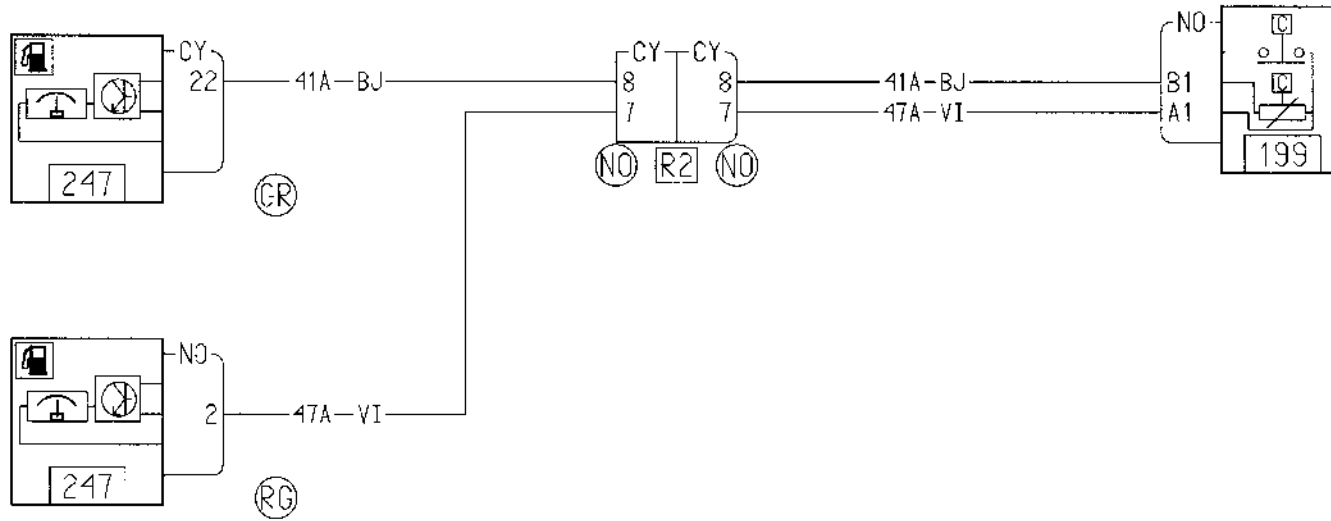 CY
22
41A-BJ
247
GR
CY CY
8 8
7 7
NO R2 NO
41A-BJ
47A-VI
NO
B1
A1
C
C
199
NO
2
47A-VI
247
RG